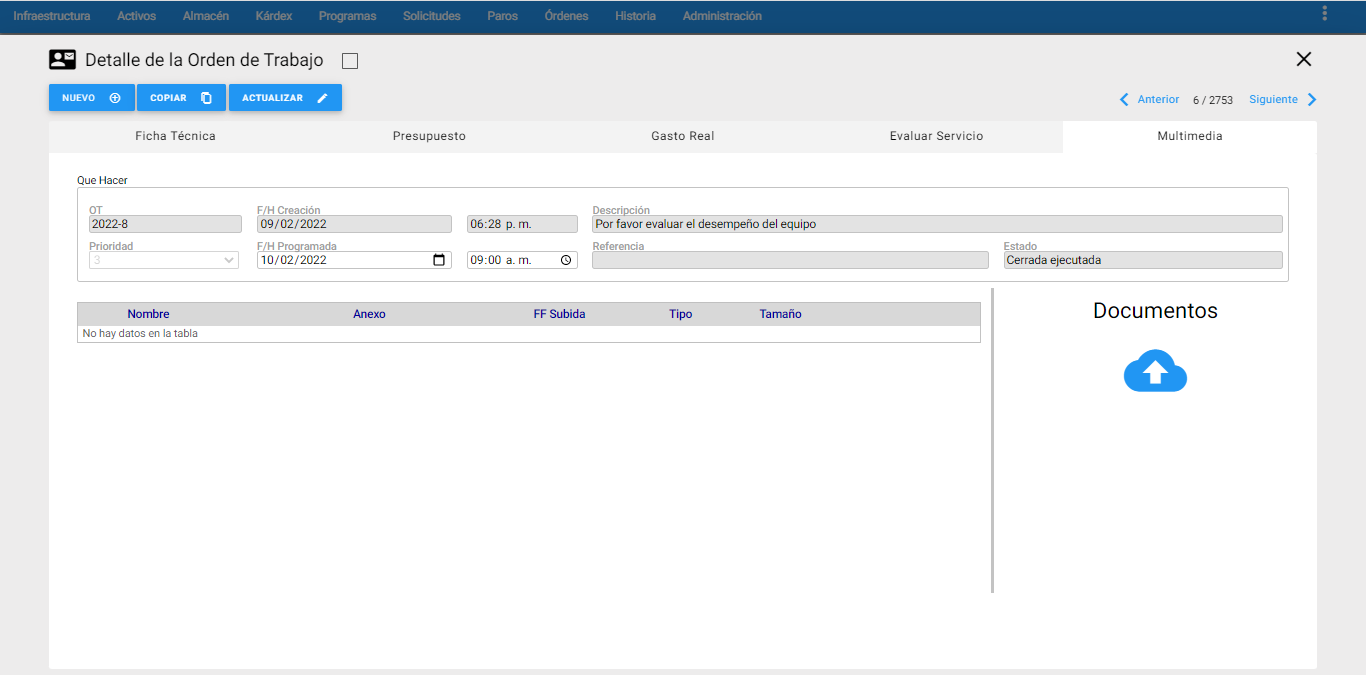 Infraestructura Activos Almacén Kárdex Programas Solicitudes Paros Órdenes Historia Administración
Detalle de la Orden de Trabajo
NUEVO COPIAR ACTUALIZAR
Anterior 6 / 2753 Siguiente
Ficha Técnica Presupuesto Gasto Real Evaluar Servicio Multimedia
Que Hacer
OT F/H Creación Descripción
2022-8 09/02/2022 06:28 p. m. Por favor evaluar el desempeño del equipo
Prioridad F/H Programada Referencia Estado
3 10/02/2022 09:00 a. m. Cerrada ejecutada
Nombre Anexo FF Subida Tipo Tamaño
No hay datos en la tabla
Documentos